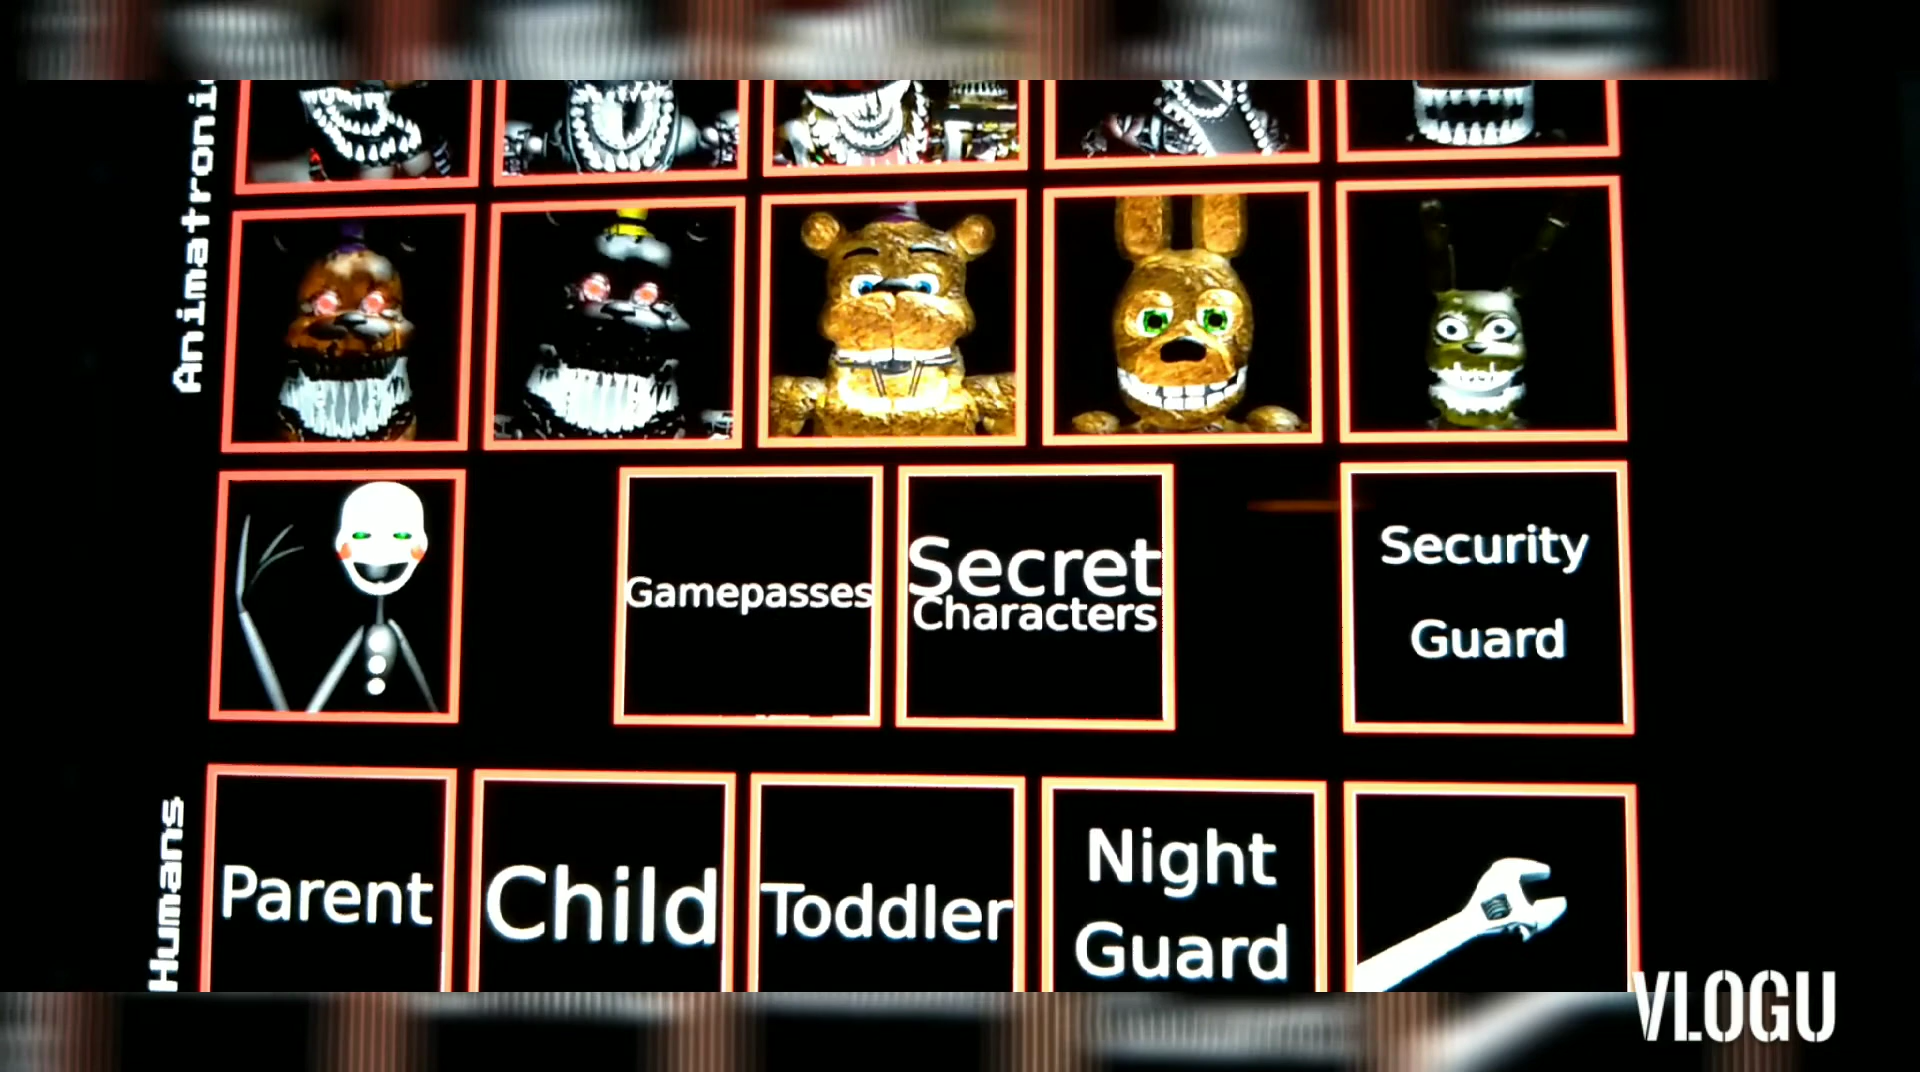 Animatronic
Gamepasses
Secret
Characters
Security
Guard
Humans
Parent
Child
Toddler
Night
Guard
VLOGU